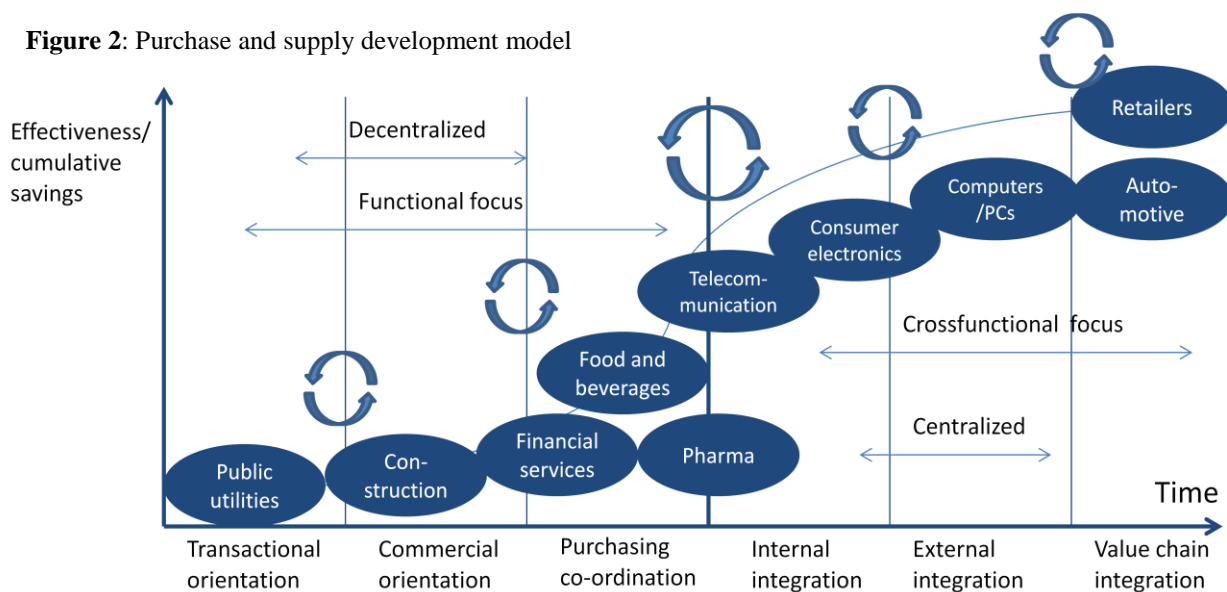 Figure 2: Purchase and supply development model
Effectiveness/
cumulative
savings
Decentralized
Functional focus
Retailers
Computers
/PCs
Auto-
motive
Consumer
electronics
Telecom-
munication
Crossfunctional focus
Food and
beverages
Centralized
Public
utilities
Con-
struction
Financial
services
Pharma
Time
Transactional
orientation
Commercial
orientation
Purchasing
co-ordination
Internal
integration
External
integration
Value chain
integration